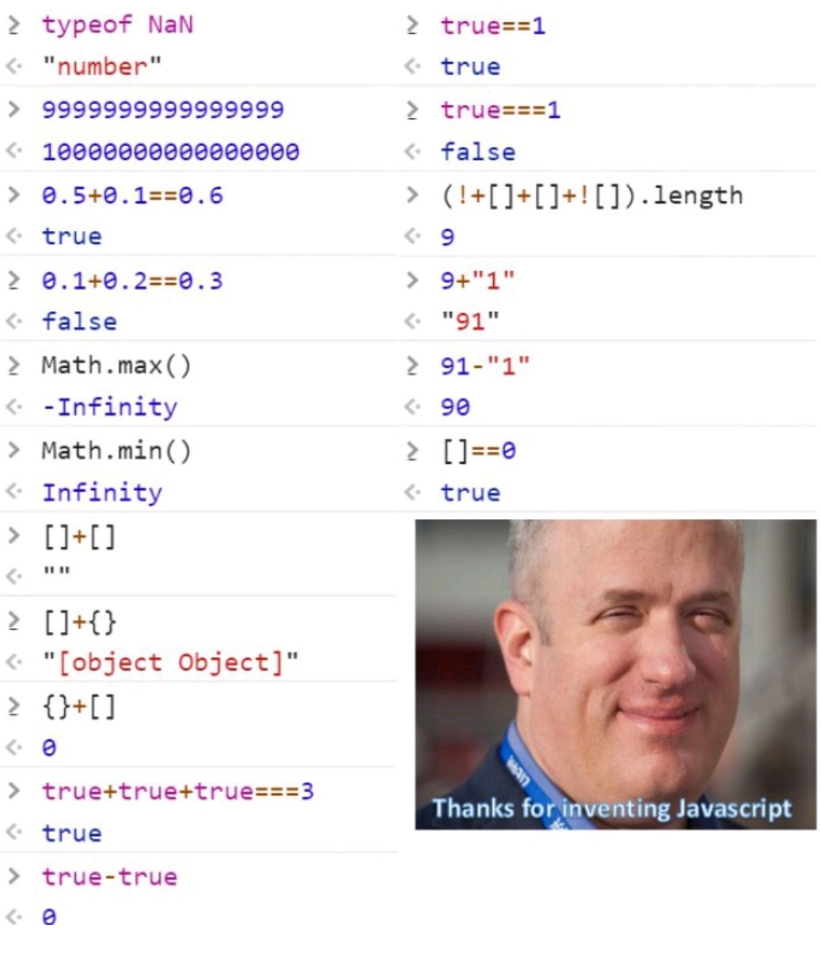 typeof NaN
"number"
9999999999999999
10000000000000000
0.5+0.1==0.6
true
0.1+0.2==0.3
false
Math.max()
-Infinity
Math.min()
Infinity
[]+[]
""
[]+{}
"[object Object]"
{}+[]
0
true+true+true===3
true
true-true
0
true==1
true
true===1
false
(!+[]+[]+![]).length
9
9+"1"
"91"
91-"1"
90
[]==0
true
Thanks for inventing Javascript